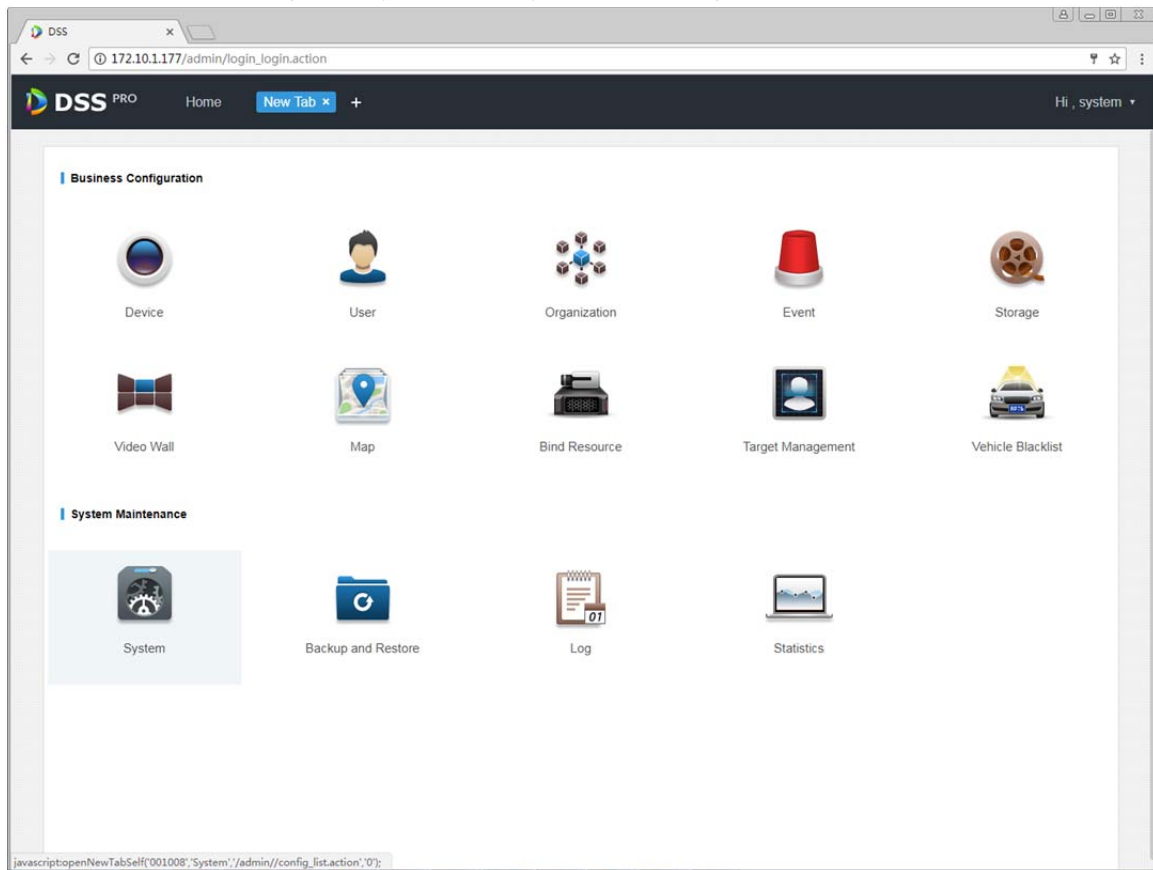 DSS
172.10.1.177/admin/login_login.action
DSS PRO Home New Tab × + Hi , system
Business Configuration
Device User Organization Event Storage
Video Wall Map Bind Resource Target Management Vehicle Blacklist
System Maintenance
01
System Backup and Restore Log Statistics
javascript:openNewTabSelf('001008','System','/admin//config_list.action','0');